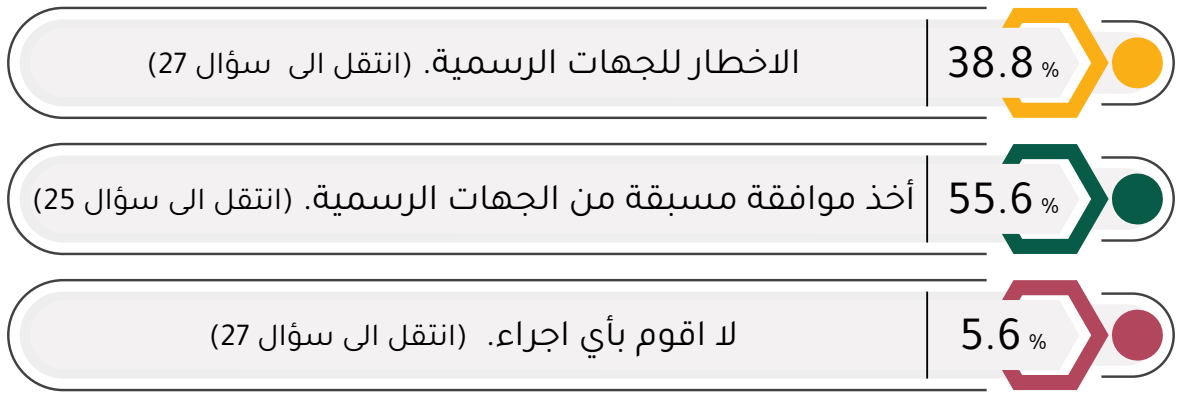 38.8 % الاخطار للجهات الرسمية. (انتقل الى سؤال 27)
55.6 % أخذ موافقة مسبقة من الجهات الرسمية. (انتقل الى سؤال 25)
5.6 % لا اقوم بأي اجراء. (انتقل الى سؤال 27)